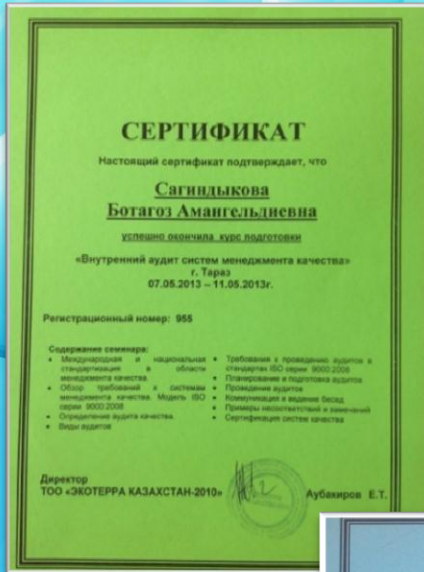 СЕРТИФИКАТ
Настоящий сертификат подтверждает, что
Сагиндыкова
Ботагоз Амангельдиевна
успешно окончила курс подготовки
«Внутренний аудит систем менеджмента качества»
г. Тараз
07.05.2013 – 11.05.2013г.
Регистрационный номер: 955
Содержание семинара:
• Международная и национальная
стандартизация в области
менеджмента качества
• Обзор требований к системам
менеджмента качества. Модель ISO
серии 9000:2008
• Определение аудита качества.
• Виды аудитов
• Требования к проведению аудитов в
стандартах ISO серии 9000:2008
• Планирование и подготовка аудитов
• Проведение аудитов
• Коммуникация и ведение бесед
• Примеры несоответствий и замечаний
• Сертификация систем качества
Директор
ТОО «ЭКОТЕРРА КАЗАХСТАН-2010»
Аубакиров Е.Т.